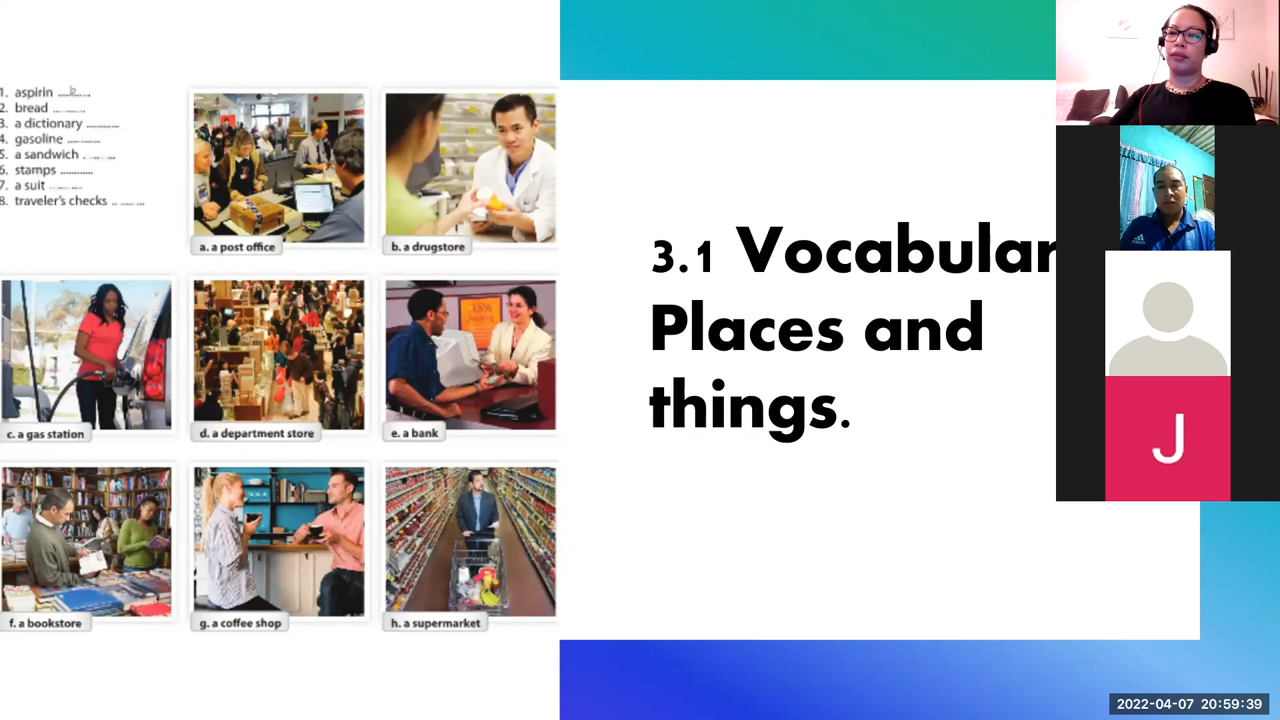 1. aspirin ..........
2. bread ..........
3. a dictionary ..........
4. gasoline ..........
5. a sandwich ..........
6. stamps ..........
7. a suit ..........
8. traveler's checks ..........
a. a post office
b. a drugstore
c. a gas station
d. a department store
e. a bank
f. a bookstore
g. a coffee shop
h. a supermarket
3.1 Vocabular
Places and
things.
J
2022-04-07 20:59:39